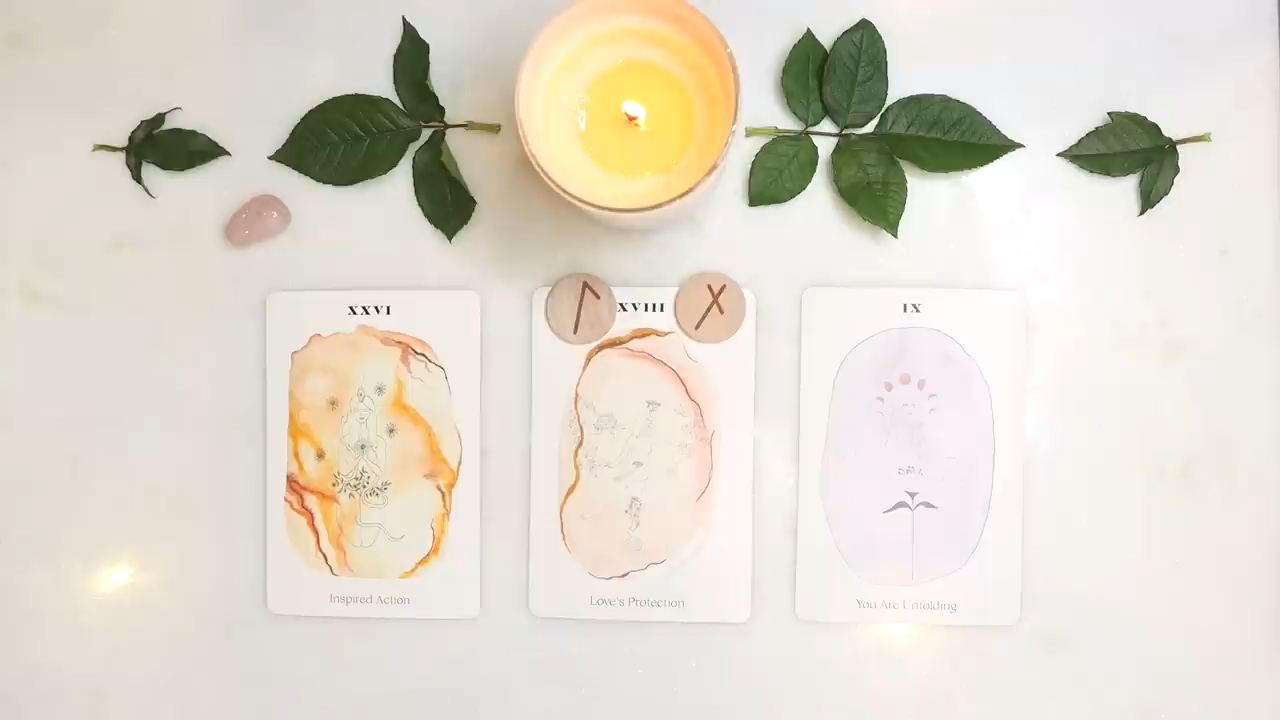 XXVI
XVIII
IX
ᚚ
Inspired Action
Love's Protection
You Are Unfolding